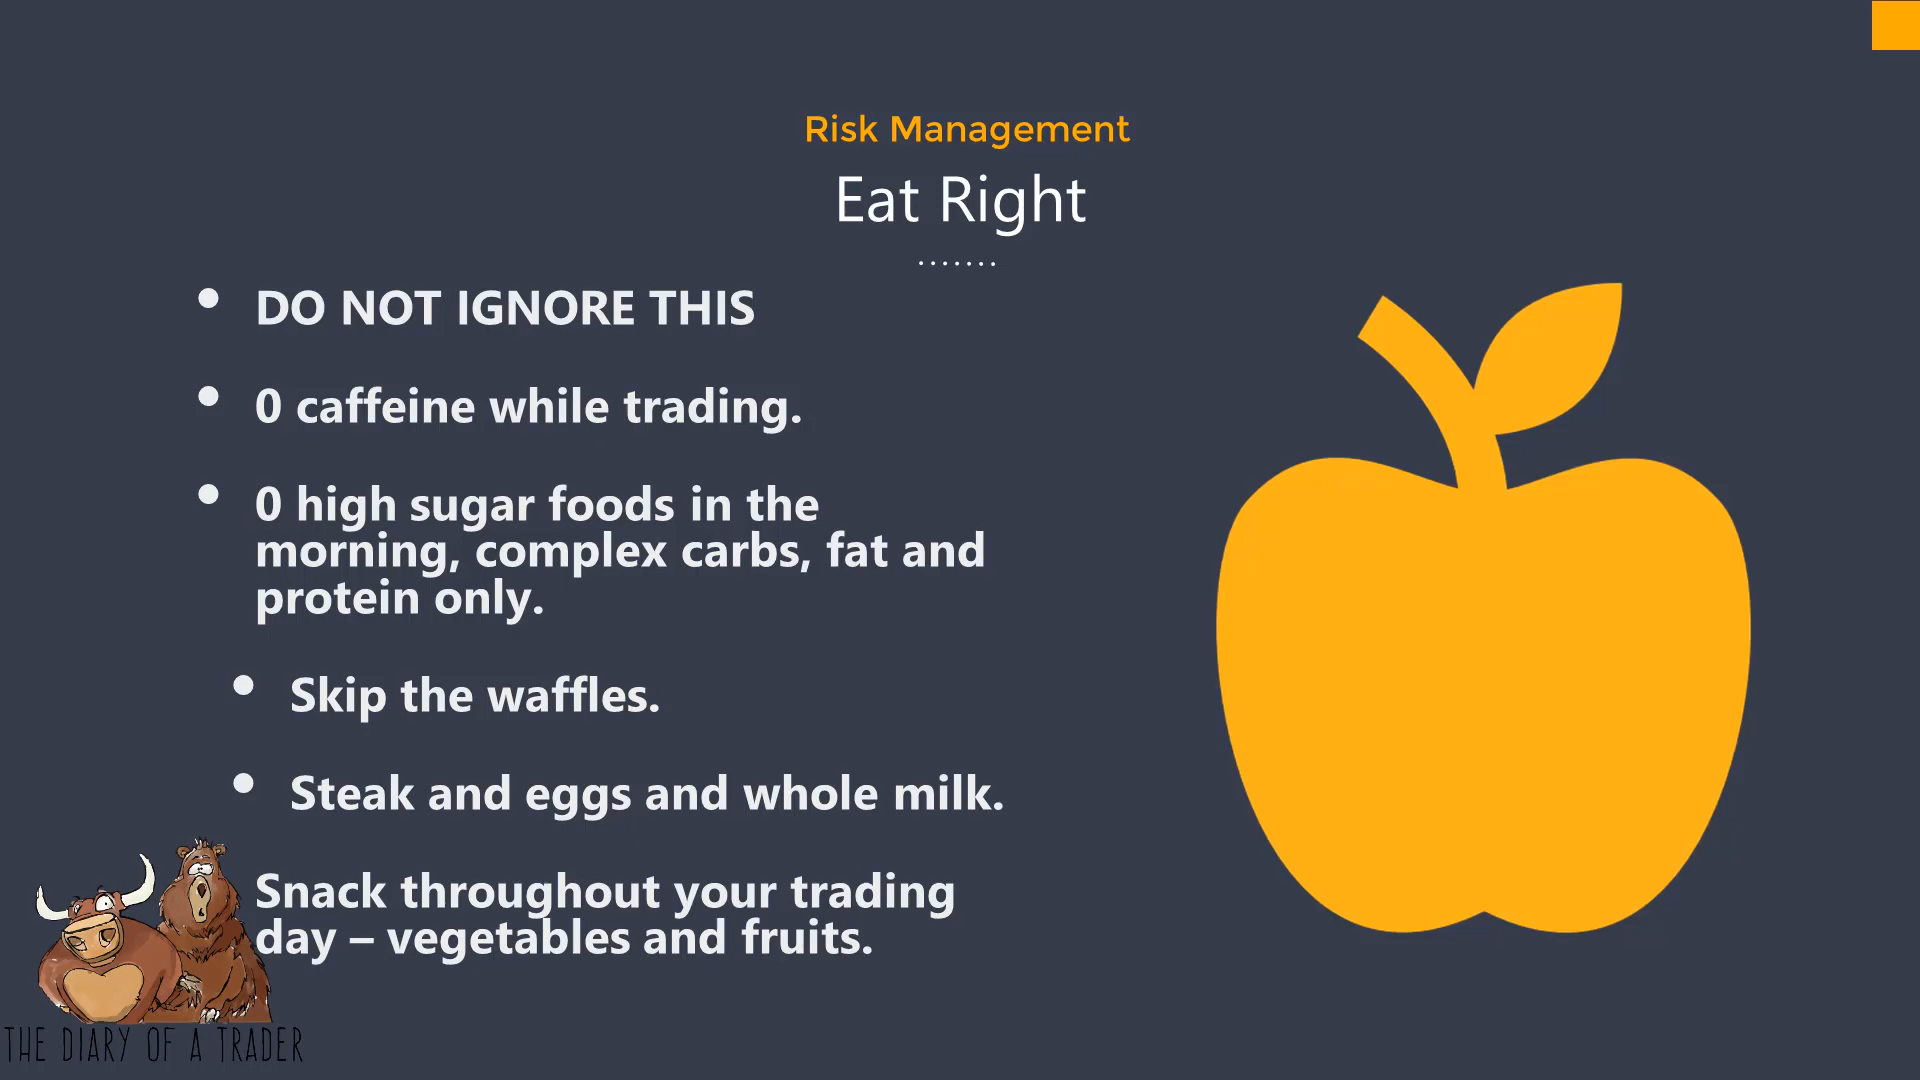 Risk Management
Eat Right
.......
• DO NOT IGNORE THIS
• 0 caffeine while trading.
• 0 high sugar foods in the
morning, complex carbs, fat and
protein only.
• Skip the waffles.
• Steak and eggs and whole milk.
Snack throughout your trading
day – vegetables and fruits.
THE DIARY OF A TRADER